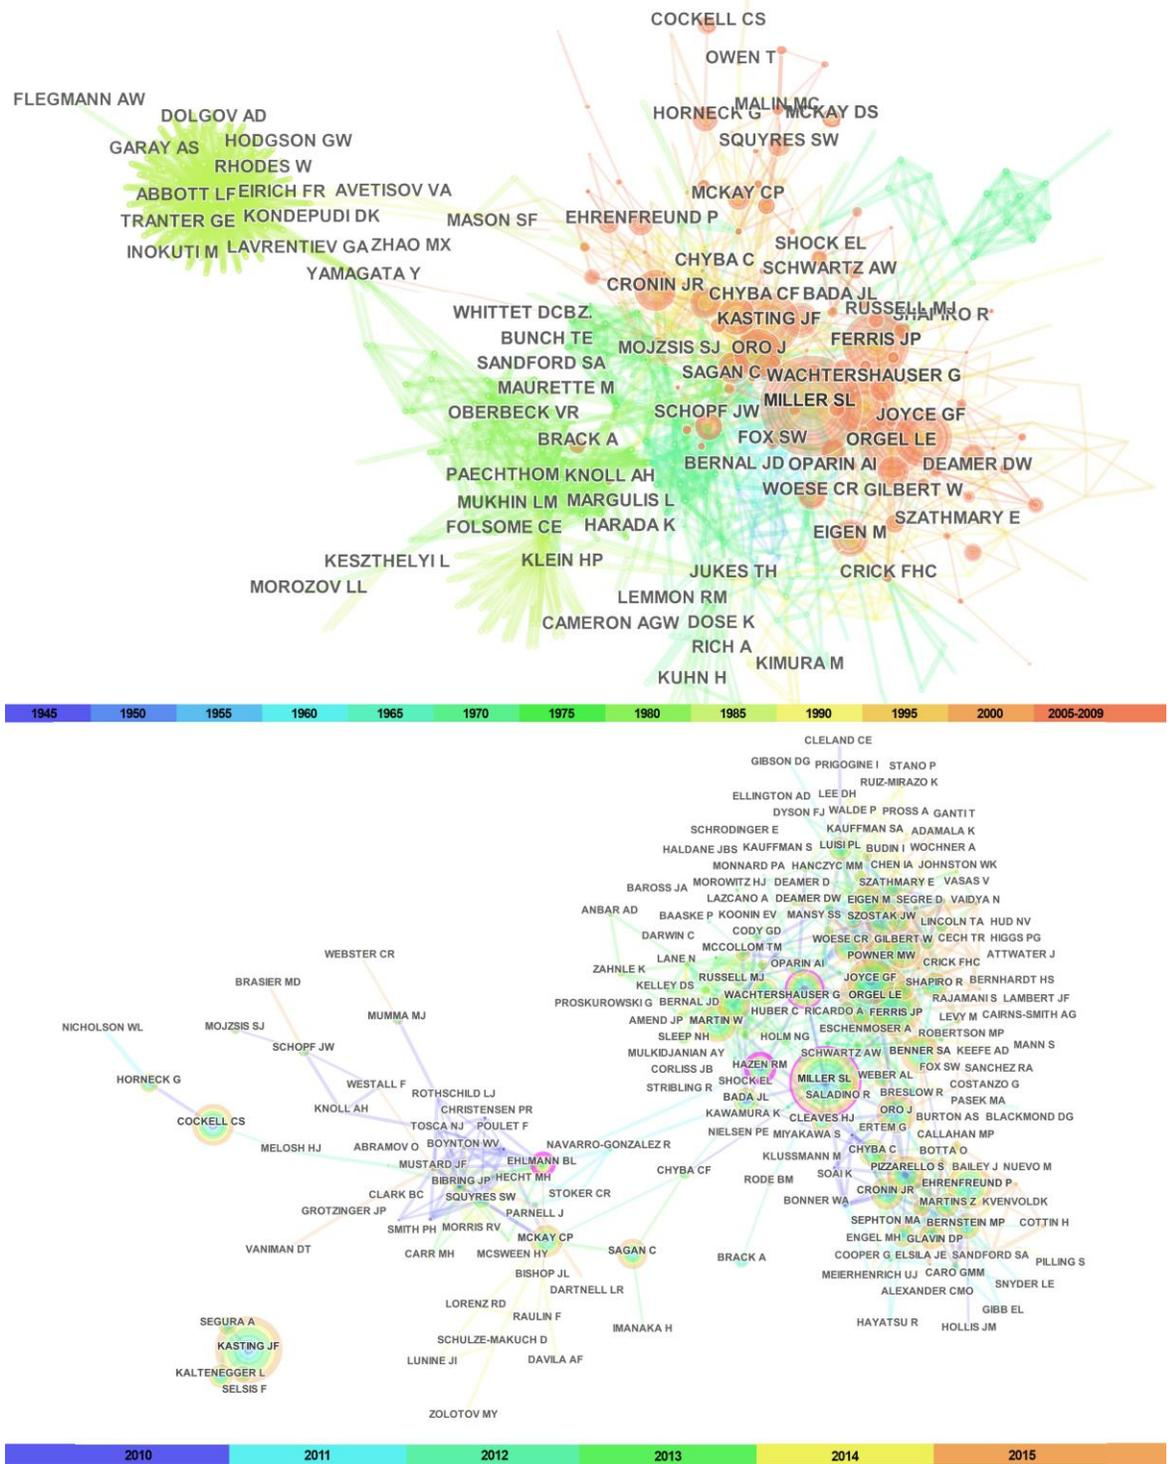 COCKELL CS
OWEN T
FLEGMANN AW
MALIN MC
DOLGOV AD
HORNECK G
MCKAY DS
GARAY AS
HODGSON GW
SQUYRES SW
RHODES W
ABBOTT LF
EIRICH FR
AVETISOV VA
MCKAY CP
TRANTER GE
KONDEPUDI DK
MASON SF
EHRENFREUND P
INOKUTI M
LAVRENTIEV GA
ZHAO MX
SHOCK EL
YAMAGATA Y
CHYBA C
SCHWARTZ AW
CRONIN JR
CHYBA CF
BADA JL
WHITTET DCBZ.
KASTING JF
RUSSELL MJ
SHAPIRO R
BUNCH TE
MOJZSIS SJ
ORO J
FERRIS JP
SANDFORD SA
SAGAN C
WACHTERSHAUSER G
MAURETTE M
MILLER SL
OBERBECK VR
SCHOPF JW
JOYCE GF
BRACK A
FOX SW
ORGEL LE
PAECHTHOM
KNOLL AH
BERNAL JD
OPARIN AI
DEAMER DW
MUKHIN LM
MARGULIS L
WOESE CR
GILBERT W
FOLSOME CE
HARADA K
SZATHMARY E
EIGEN M
KESZTHELYI L
KLEIN HP
JUKES TH
CRICK FHC
MOROZOV LL
LEMMON RM
CAMERON AGW
DOSE K
RICH A
KIMURA M
KUHN H
1945 1950 1955 1960 1965 1970 1975 1980 1985 1990 1995 2000 2005-2009
CLELAND CE
GIBSON DG
PRIGOGINE I
STANO P
RUIZ-MIRAZO K
ELLINGTON AD
LEE DH
DYSON FJ
WALDE P
PROSS A
GANTI T
SCHRODINGER E
KAUFFMAN SA
ADAMALA K
HALDANE JBS
KAUFFMAN S
LUISI PL
BUDIN I
WOCHNER A
MONNARD PA
HANCZYC MM
CHEN IA
JOHNSTON WK
BAROSS JA
MOROWITZ HJ
DEAMER D
SZATHMARY E
VASAS V
LAZCANO A
DEAMER DW
EIGEN M
SEGRE D
VAIDYA N
ANBAR AD
BAASKE P
KOONIN EV
MANSY SS
SZOSTAK JW
LINCOLN TA
HUD NV
DARWIN C
CODY GD
WOESE CR
GILBERT W
CECH TR
HIGGS PG
WEBSTER CR
MCCOLLOM TM
POWNER MW
ATTWATER J
LANE N
OPARIN AI
CRICK FHC
ZAHNLE K
RUSSELL MJ
JOYCE GF
SHAPIRO R
BERNHARDT HS
BRASIER MD
KELLEY DS
WACHTERSHAUSER G
ORGEL LE
RAJAMANI S
LAMBERT JF
PROSKUROWSKI G
BERNAL JD
HUBER C
RICARDO A
FERRIS JP
LEVY M
CAIRNS-SMITH AG
MUMMA MJ
AMEND JP
MARTIN W
ESCHENMOSER A
ROBERTSON MP
NICHOLSON WL
MOJZSIS SJ
SLEEP NH
HOLM NG
MANN S
SCHOPF JW
MULKIDJANIAN AY
SCHWARTZ AW
BENNER SA
KEEFE AD
CORLISS JB
HAZEN RM
FOX SW
SANCHEZ RA
HORNECK G
WESTALL F
SHOCK EL
MILLER SL
WEBER AL
COSTANZO G
ROTHSCHILD LJ
STRIBLING R
BADA JL
SALADINO R
BRESLOW R
PASEK MA
KNOLL AH
CHRISTENSEN PR
KAWAMURA K
CLEAVES HJ
ORO J
BURTON AS
BLACKMOND DG
COCKELL CS
TOSCA NJ
POULET F
NIELSEN PE
MIYAKAWA S
ERTEM G
CALLAHAN MP
MELOSH HJ
ABRAMOV O
BOYNTON WV
NAVARRO-GONZALEZ R
KLUSSMANN M
CHYBA C
BOTTA O
MUSTARD JF
EHLMANN BL
CHYBA CF
SOAI K
PIZZARELLO S
BAILEY J
NUEVO M
BIBRING JP
HECHT MH
RODE BM
CRONIN JR
EHRENFREUND P
CLARK BC
SQUYRES SW
STOKER CR
BONNER WA
MARTINS Z
KVENVOLDK
GROTZINGER JP
PARNELL J
SEPHTON MA
BERNSTEIN MP
COTTIN H
SMITH PH
MORRIS RV
MCKAY CP
ENGEL MH
GLAVIN DP
VANIMAN DT
CARR MH
MCSWEEN HY
SAGAN C
BRACK A
COOPER G
ELSILA JE
SANDFORD SA
PILLING S
BISHOP JL
MEIERHENRICH UJ
CARO GMM
DARTNELL LR
ALEXANDER CMO
SNYDER LE
LORENZ RD
GIBB EL
SEGURA A
RAULIN F
IMANAKA H
HAYATSU R
HOLLIS JM
KASTING JF
SCHULZE-MAKUCH D
LUNINE JI
DAVILA AF
KALTENEGGER L
SELSIS F
ZOLOTOV MY
2010 2011 2012 2013 2014 2015